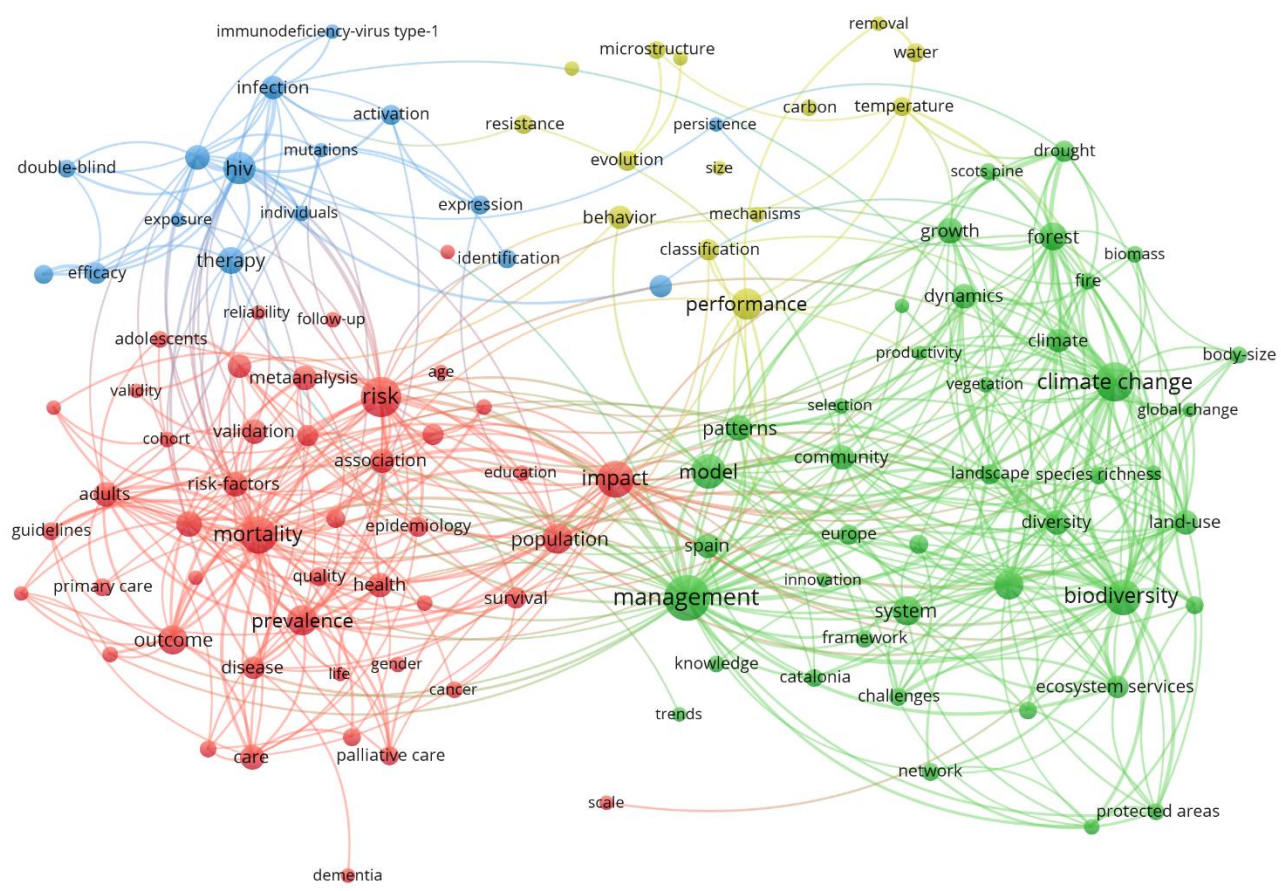 removal
immunodeficiency-virus type-1
microstructure
water
infection
carbon
temperature
activation
resistance
persistence
mutations
drought
evolution
double-blind
hiv
size
scots pine
expression
exposure
individuals
behavior
mechanisms
growth
forest
classification
identification
biomass
therapy
efficacy
fire
dynamics
performance
reliability
follow-up
adolescents
climate
productivity
body-size
age
metaanalysis
climate change
vegetation
validity
risk
selection
global change
patterns
validation
cohort
community
association
education
model
landscape
species richness
impact
risk-factors
adults
diversity
land-use
epidemiology
guidelines
mortality
europe
population
spain
quality
innovation
health
primary care
survival
management
biodiversity
system
prevalence
framework
outcome
knowledge
gender
disease
life
catalonia
ecosystem services
cancer
challenges
trends
care
palliative care
network
scale
protected areas
dementia